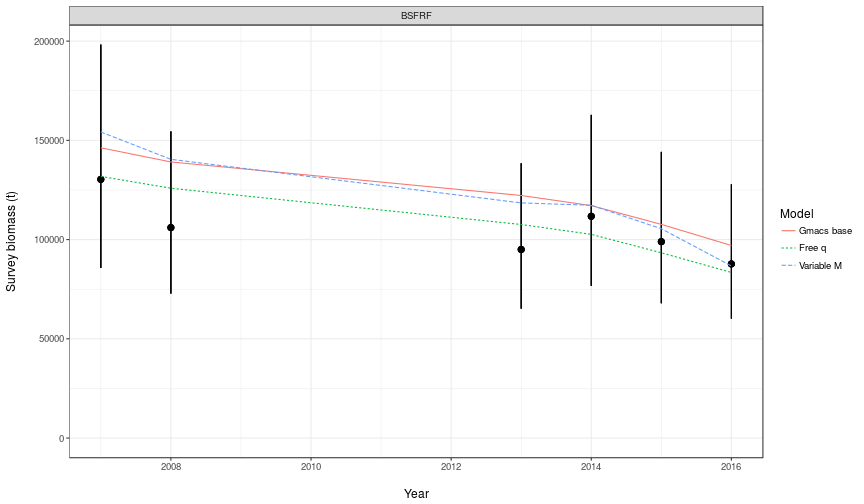 BSFRF
200000
150000
100000
50000
0
Survey biomass (t)
2008
2010
2012
2014
2016
Year
Model
Gmacs base
Free q
Variable M